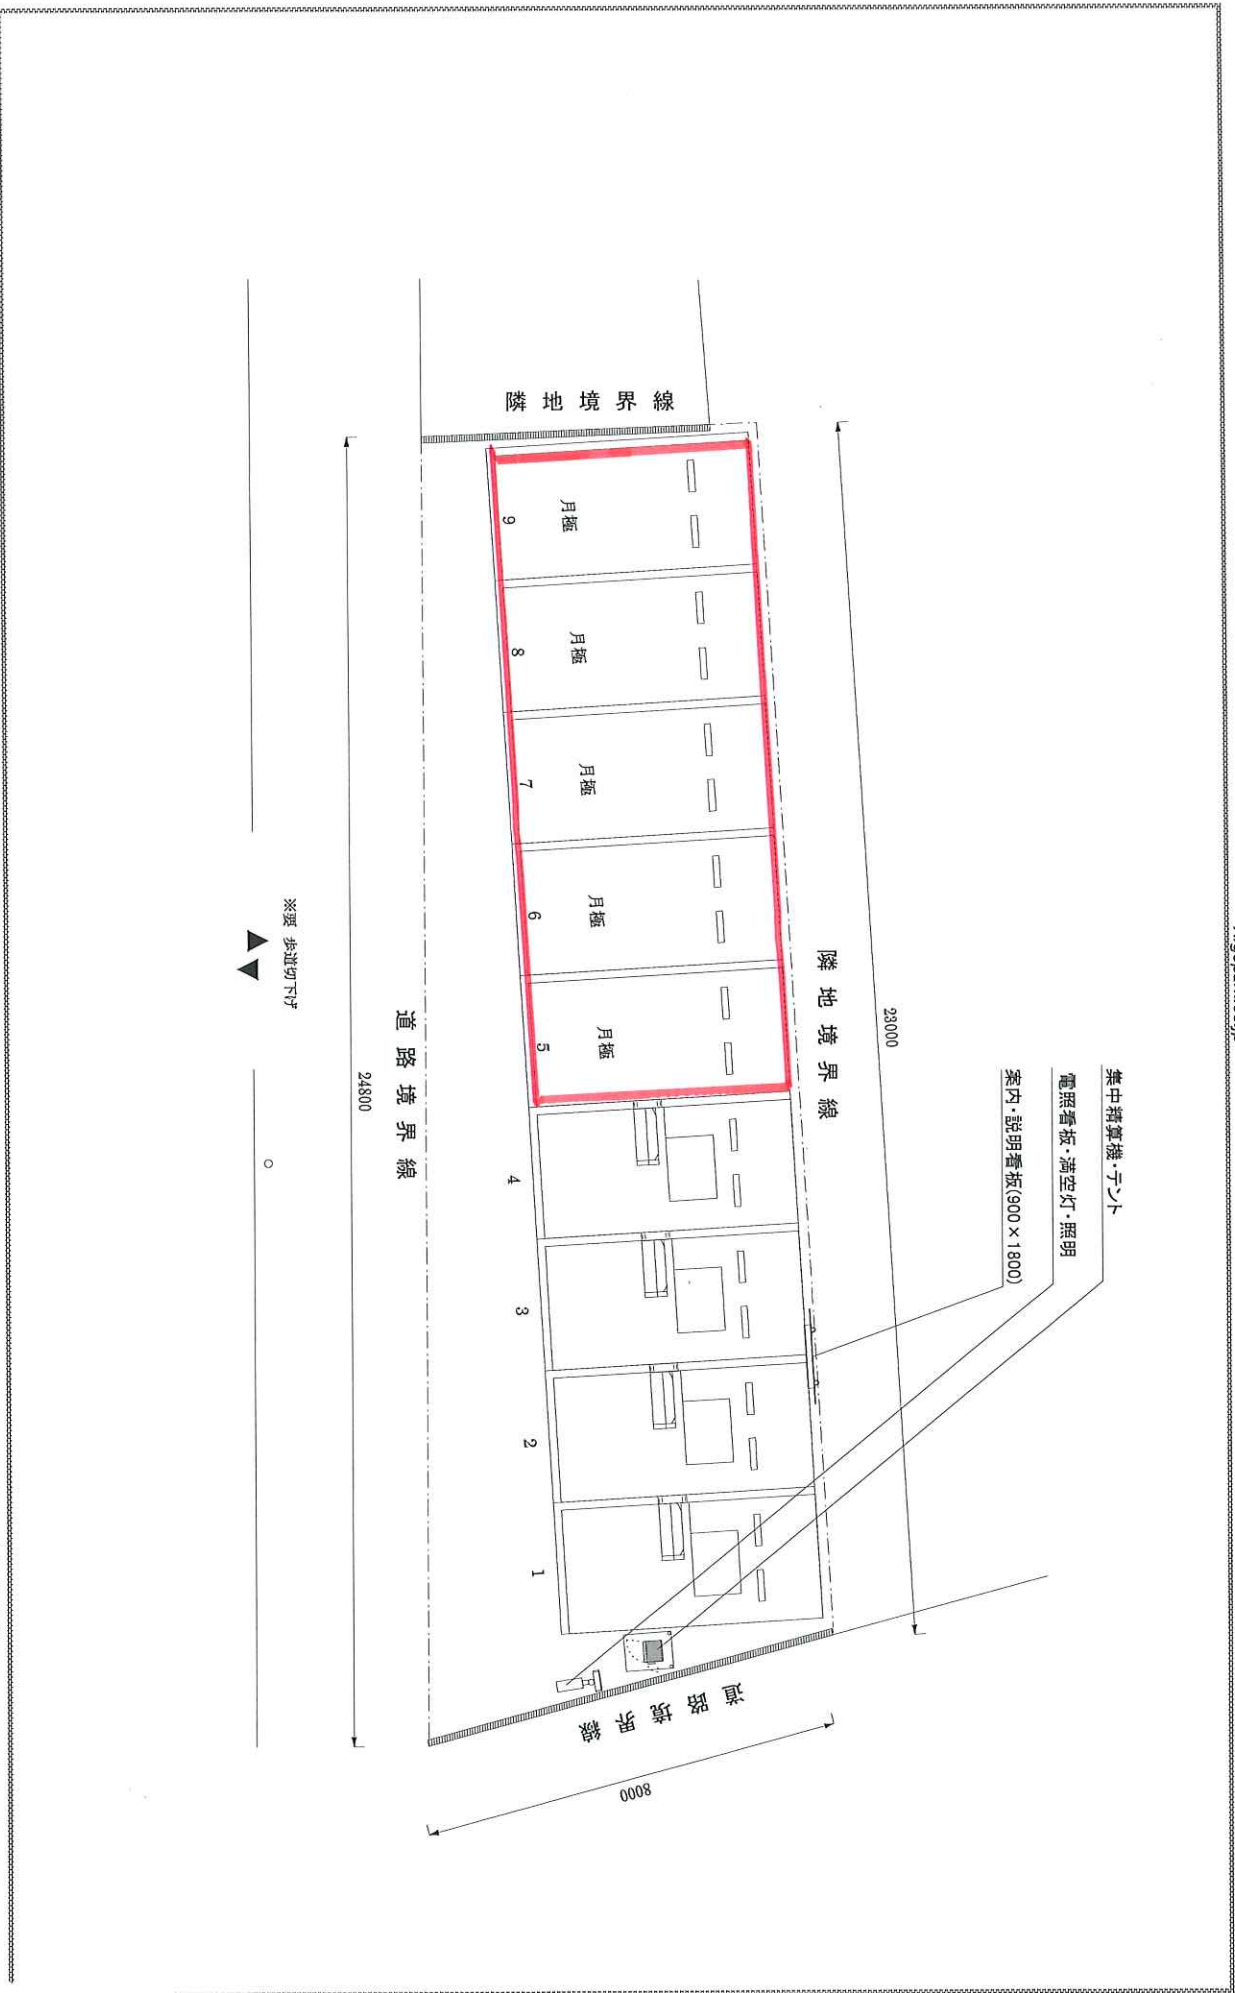 集中精算機・テント
電照看板・満空灯・照明
案内・説明看板(900×1800)
23000
隣地境界線
隣地境界線
月極
9
月極
8
月極
7
月極
6
月極
5
4
3
2
1
道路境界線
8000
道路境界線
24800
※要 歩道切下げ